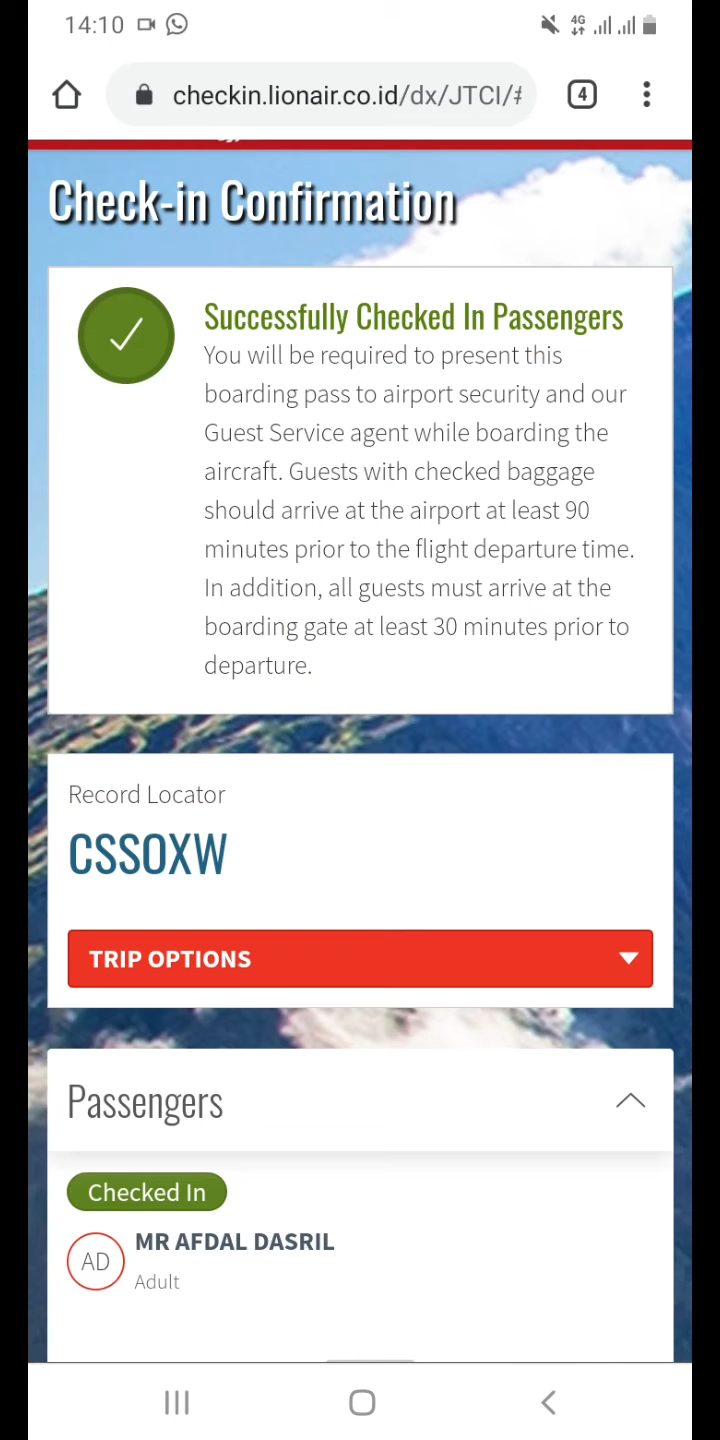 14:10
4G
checkin.lionair.co.id/dx/JTCI/#
4
Check-in Confirmation
Successfully Checked In Passengers
You will be required to present this
boarding pass to airport security and our
Guest Service agent while boarding the
aircraft. Guests with checked baggage
should arrive at the airport at least 90
minutes prior to the flight departure time.
In addition, all guests must arrive at the
boarding gate at least 30 minutes prior to
departure.
Record Locator
CSSOXW
TRIP OPTIONS
Passengers
Checked In
AD
MR AFDAL DASRIL
Adult